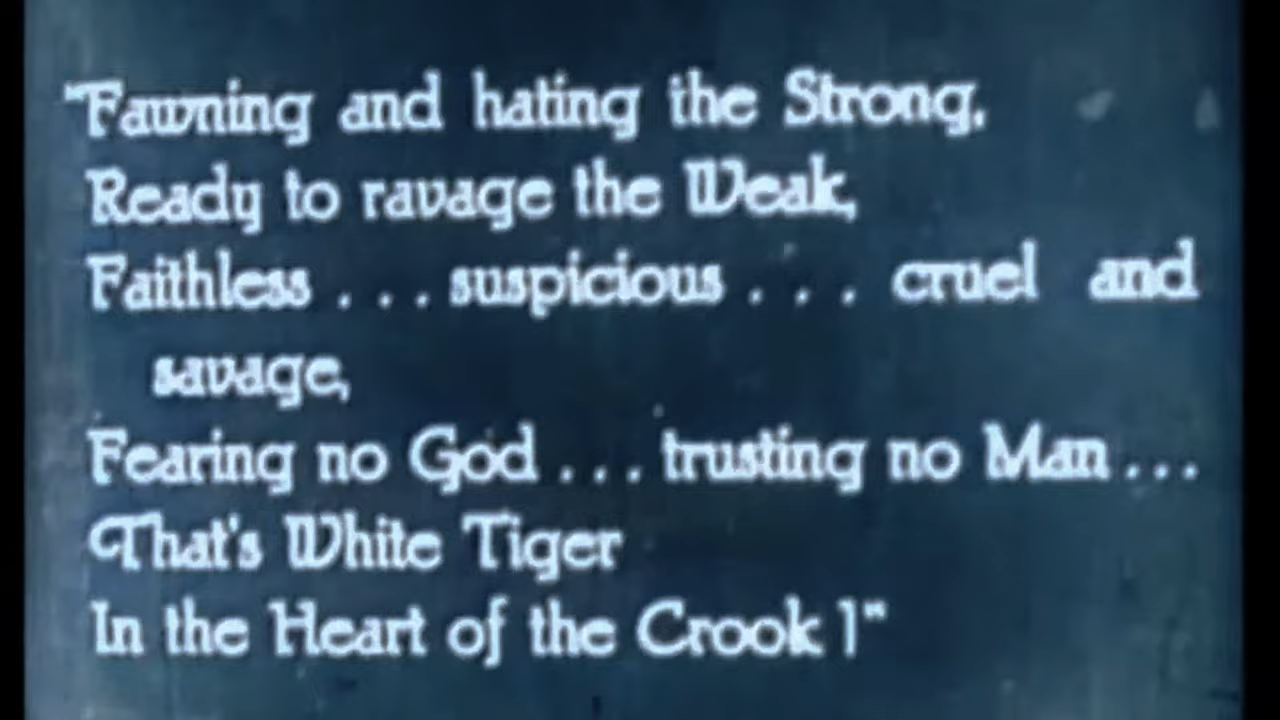 "Fawning and hating the Strong,
Ready to ravage the Weak,
Faithless . . . suspicious . . . cruel and
savage,
Fearing no God . . . trusting no Man . . .
That's White Tiger
In the Heart of the Crook !"